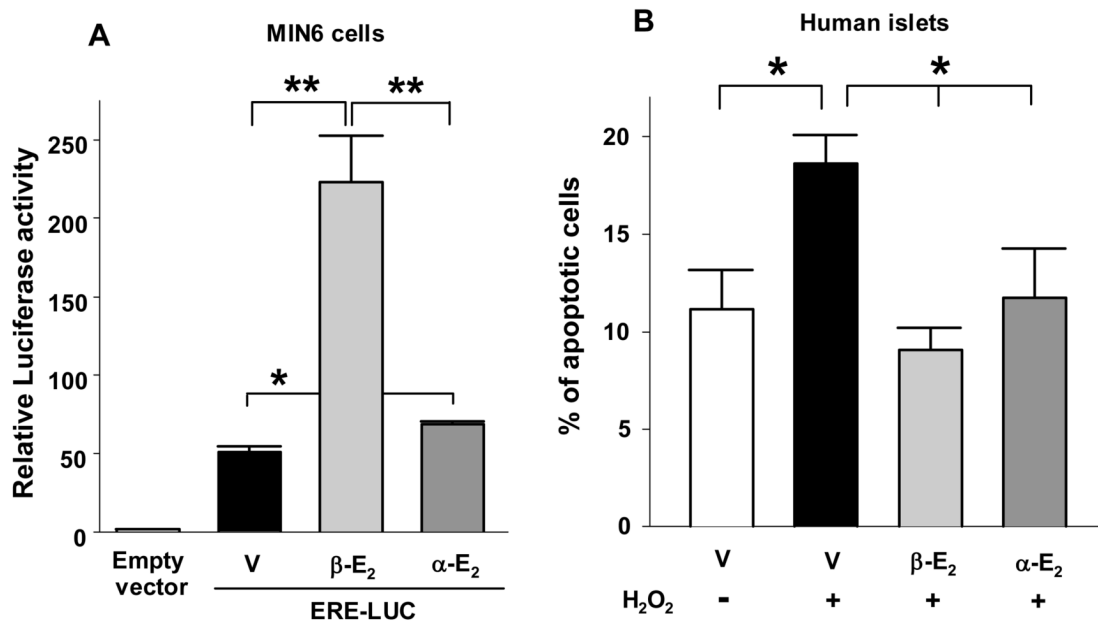 A
MIN6 cells
** **
*
Relative Luciferase activity
250
200
150
100
50
0
Empty vector
V
β-E₂
α-E₂
ERE-LUC
B
Human islets
* *
% of apoptotic cells
20
15
10
5
0
V V β-E₂ α-E₂
H₂O₂ - + + +